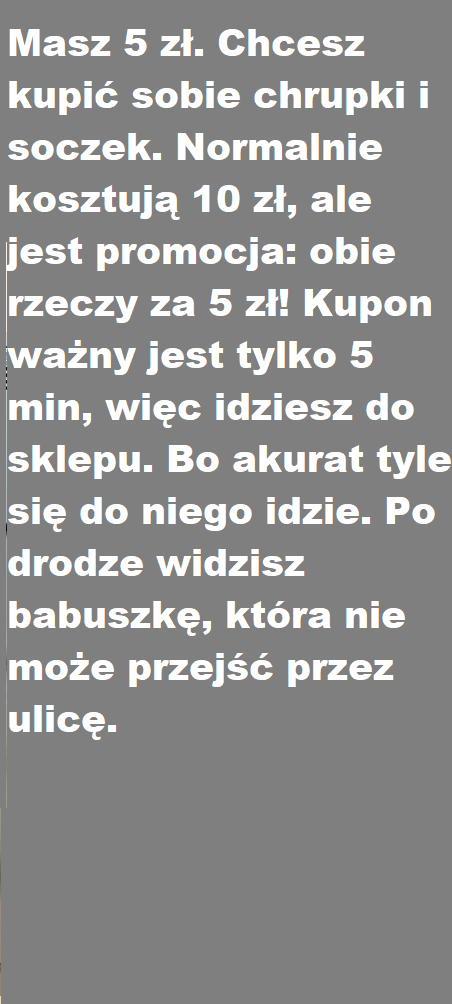 Masz 5 zł. Chcesz
kupić sobie chrupki i
soczek. Normalnie
kosztują 10 zł, ale
jest promocja: obie
rzeczy za 5 zł! Kupon
ważny jest tylko 5
min, więc idziesz do
sklepu. Bo akurat tyle
się do niego idzie. Po
drodze widzisz
babuszkę, która nie
może przejść przez
ulicę.